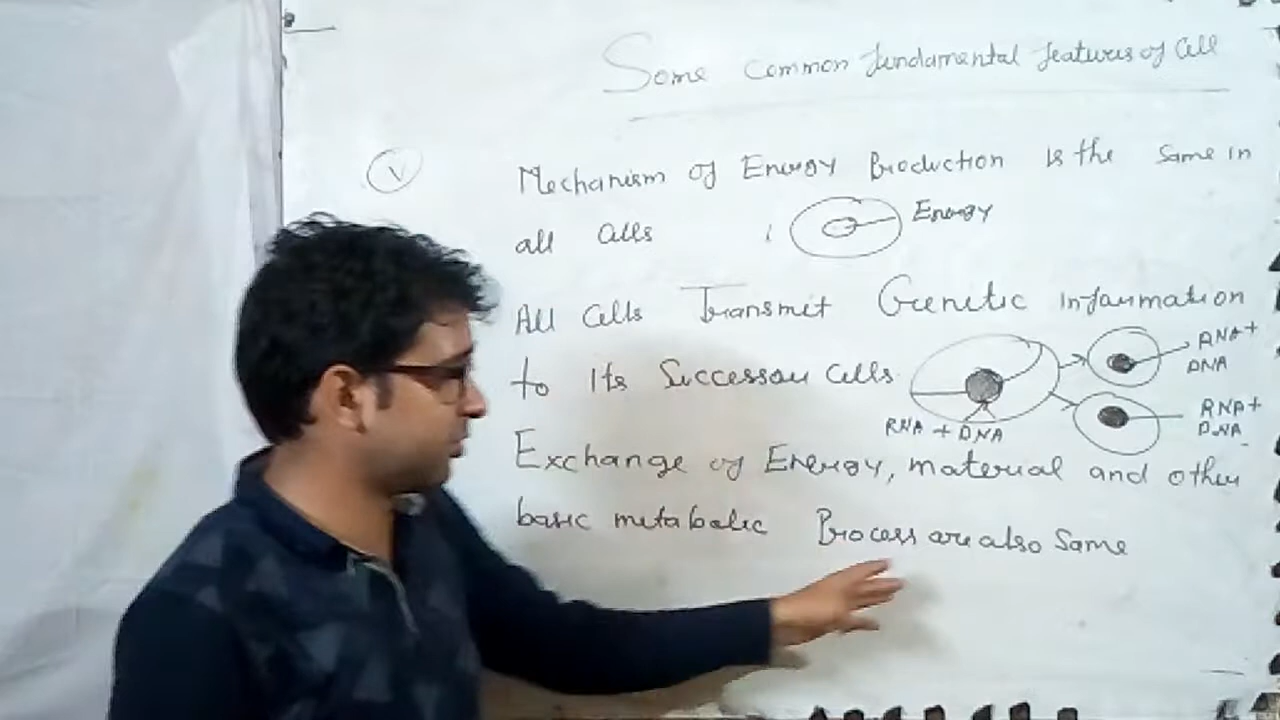 Some common fundamental features of cell
V
Mechanism of Energy Production is the same in
all cells
Energy
All cells Transmit Genetic information
to its Successou cells
RNA +
DNA
RNA +
DNA
RNA + DNA
Exchange of Energy, material and other
basic metabolic Process are also Same